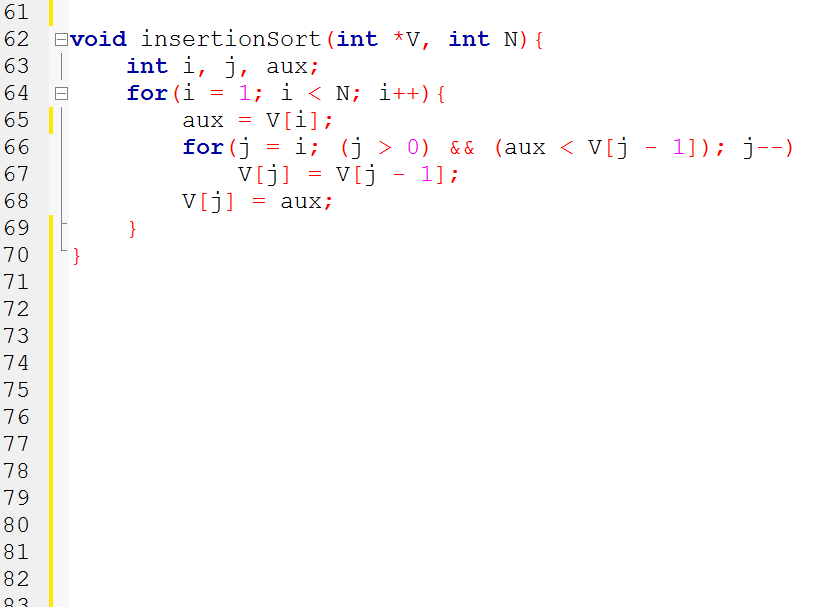 61
62 void insertionSort(int *V, int N){
63     int i, j, aux;
64     for(i = 1; i < N; i++){
65         aux = V[i];
66         for(j = i; (j > 0) && (aux < V[j - 1]); j--)
67             V[j] = V[j - 1];
68         V[j] = aux;
69     }
70 }
71
72
73
74
75
76
77
78
79
80
81
82
83